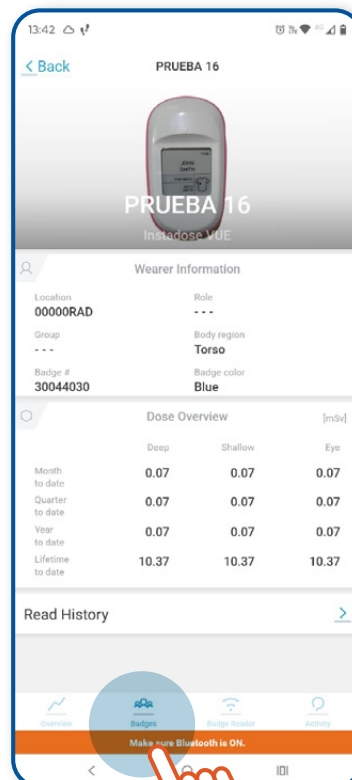 13:42
< Back
PRUEBA 16
JOHN
SMITH
PRUEBA 16
Instadose VUE
Wearer Information
Location Role
00000RAD - - -
Group Body region
- - - Torso
Badge # Badge color
30044030 Blue
Dose Overview [mSv]
Deep Shallow Eye
Month
to date 0.07 0.07 0.07
Quarter
to date 0.07 0.07 0.07
Year
to date 0.07 0.07 0.07
Lifetime
to date 10.37 10.37 10.37
Read History >
Overview Badges Badge Reader Activity
Make sure Bluetooth is ON.